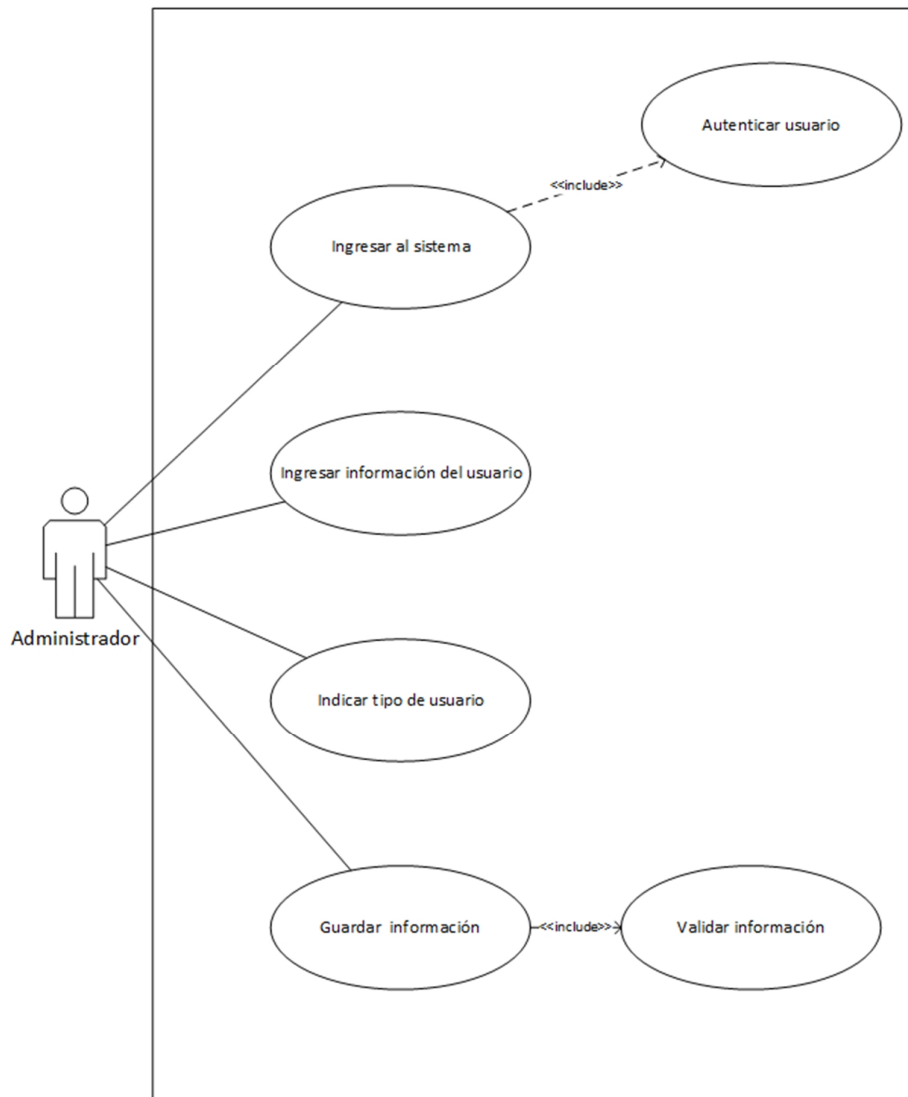 Autenticar usuario
<<include>>
Ingresar al sistema
Ingresar información del usuario
Administrador
Indicar tipo de usuario
Guardar información
<<include>>
Validar información